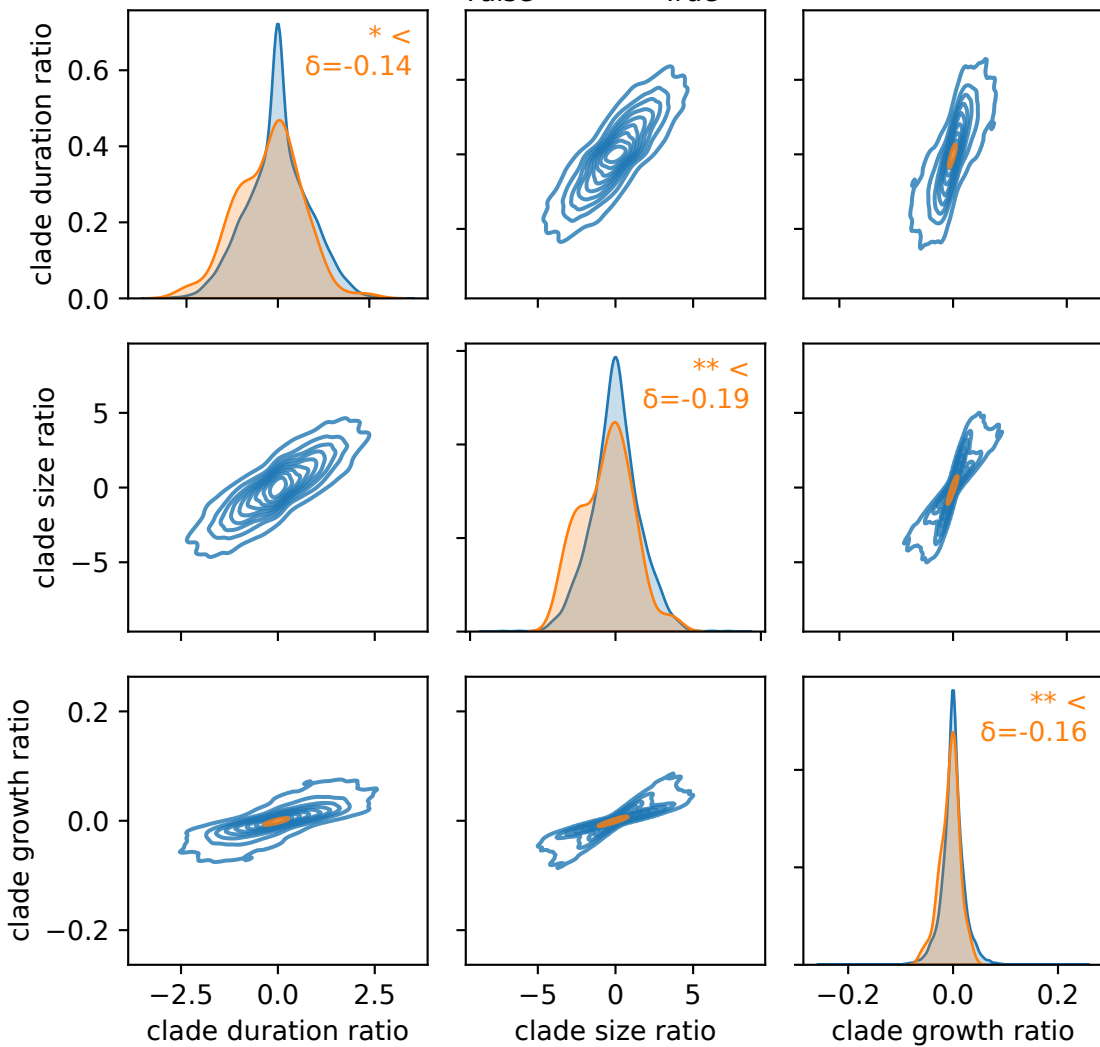 clade duration ratio
0.6
0.4
0.2
0.0
* <
δ=-0.14
clade size ratio
5
0
−5
** <
δ=-0.19
clade growth ratio
0.2
0.0
−0.2
** <
δ=-0.16
−2.5 0.0 2.5
clade duration ratio
−5 0 5
clade size ratio
−0.2 0.0 0.2
clade growth ratio